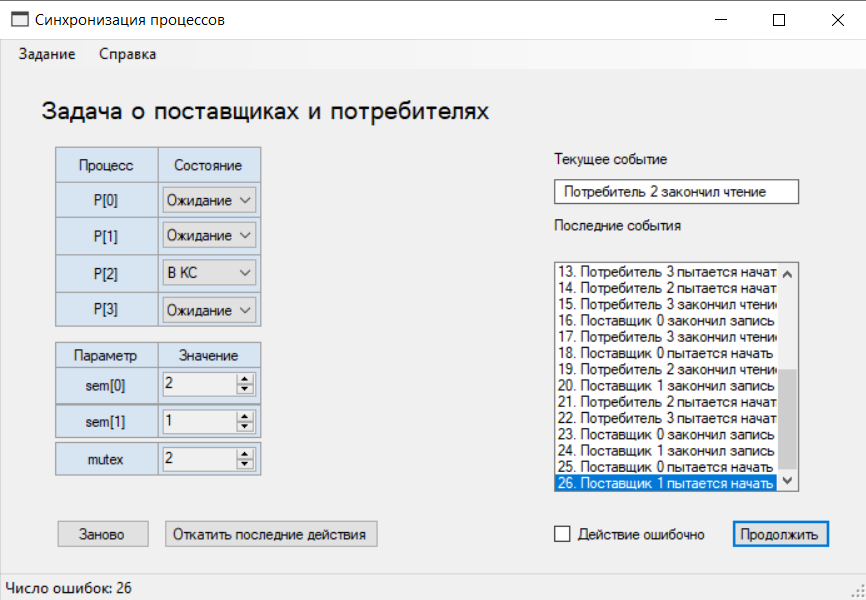 Синхронизация процессов
Задание Справка
Задача о поставщиках и потребителях
Процесс Состояние
P[0] Ожидание
P[1] Ожидание
P[2] В КС
P[3] Ожидание
Параметр Значение
sem[0] 2
sem[1] 1
mutex 2
Заново Откатить последние действия
Текущее событие
Потребитель 2 закончил чтение
Последние события
13. Потребитель 3 пытается начат
14. Потребитель 2 пытается начат
15. Потребитель 3 закончил чтение
16. Поставщик 0 закончил запись
17. Потребитель 3 закончил чтение
18. Поставщик 0 пытается начать
19. Потребитель 2 закончил чтение
20. Поставщик 1 закончил запись
21. Потребитель 2 пытается начат
22. Потребитель 3 пытается начат
23. Поставщик 0 закончил запись
24. Поставщик 1 закончил запись
25. Поставщик 0 пытается начать
26. Поставщик 1 пытается начать
Действие ошибочно Продолжить
Число ошибок: 26